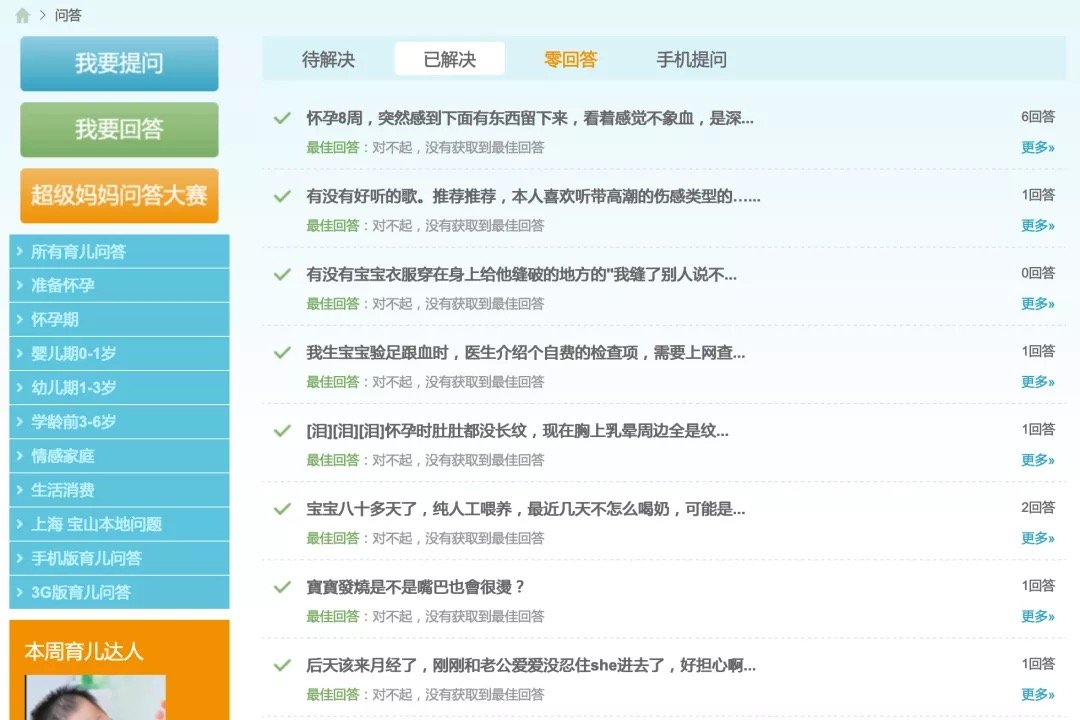 > 问答
我要提问
我要回答
超级妈妈问答大赛
所有育儿问答
准备怀孕
怀孕期
婴儿期0-1岁
幼儿期1-3岁
学龄前3-6岁
情感家庭
生活消费
上海 宝山本地问题
手机版育儿问答
3G版育儿问答
本周育儿达人
待解决 已解决 零回答 手机提问
怀孕8周，突然感到下面有东西留下来，看着感觉不象血，是深... 6回答
最佳回答：对不起，没有获取到最佳回答 更多»
有没有好听的歌。推荐推荐，本人喜欢听带高潮的伤感类型的…... 1回答
最佳回答：对不起，没有获取到最佳回答 更多»
有没有宝宝衣服穿在身上给他缝破的地方的"我缝了别人说不... 0回答
最佳回答：对不起，没有获取到最佳回答 更多»
我生宝宝验足跟血时，医生介绍个自费的检查项，需要上网查... 1回答
最佳回答：对不起，没有获取到最佳回答 更多»
[泪][泪][泪]怀孕时肚肚都没长纹，现在胸上乳晕周边全是纹... 1回答
最佳回答：对不起，没有获取到最佳回答 更多»
宝宝八十多天了，纯人工喂养，最近几天不怎么喝奶，可能是... 2回答
最佳回答：对不起，没有获取到最佳回答 更多»
寶寶發燒是不是嘴巴也會很燙？ 1回答
最佳回答：对不起，没有获取到最佳回答 更多»
后天该来月经了，刚刚和老公爱爱没忍住she进去了，好担心啊... 1回答
最佳回答：对不起，没有获取到最佳回答 更多»